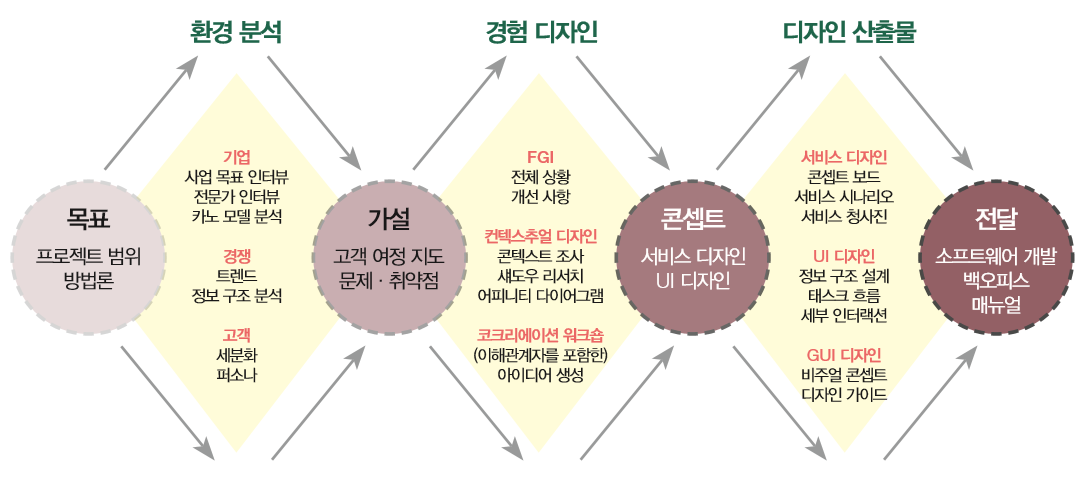 환경 분석
경험 디자인
디자인 산출물
목표
프로젝트 범위
방법론
기업
사업 목표 인터뷰
전문가 인터뷰
카노 모델 분석
경쟁
트렌드
정보 구조 분석
고객
세분화
퍼소나
가설
고객 여정 지도
문제 · 취약점
FGI
전체 상황
개선 사항
컨텍스추얼 디자인
콘텍스트 조사
섀도우 리서치
어피니티 다이어그램
코크리에이션 워크숍
(이해관계자를 포함한)
아이디어 생성
콘셉트
서비스 디자인
UI 디자인
서비스 디자인
콘셉트 보드
서비스 시나리오
서비스 청사진
UI 디자인
정보 구조 설계
태스크 흐름
세부 인터랙션
GUI 디자인
비주얼 콘셉트
디자인 가이드
전달
소프트웨어 개발
백오피스
매뉴얼